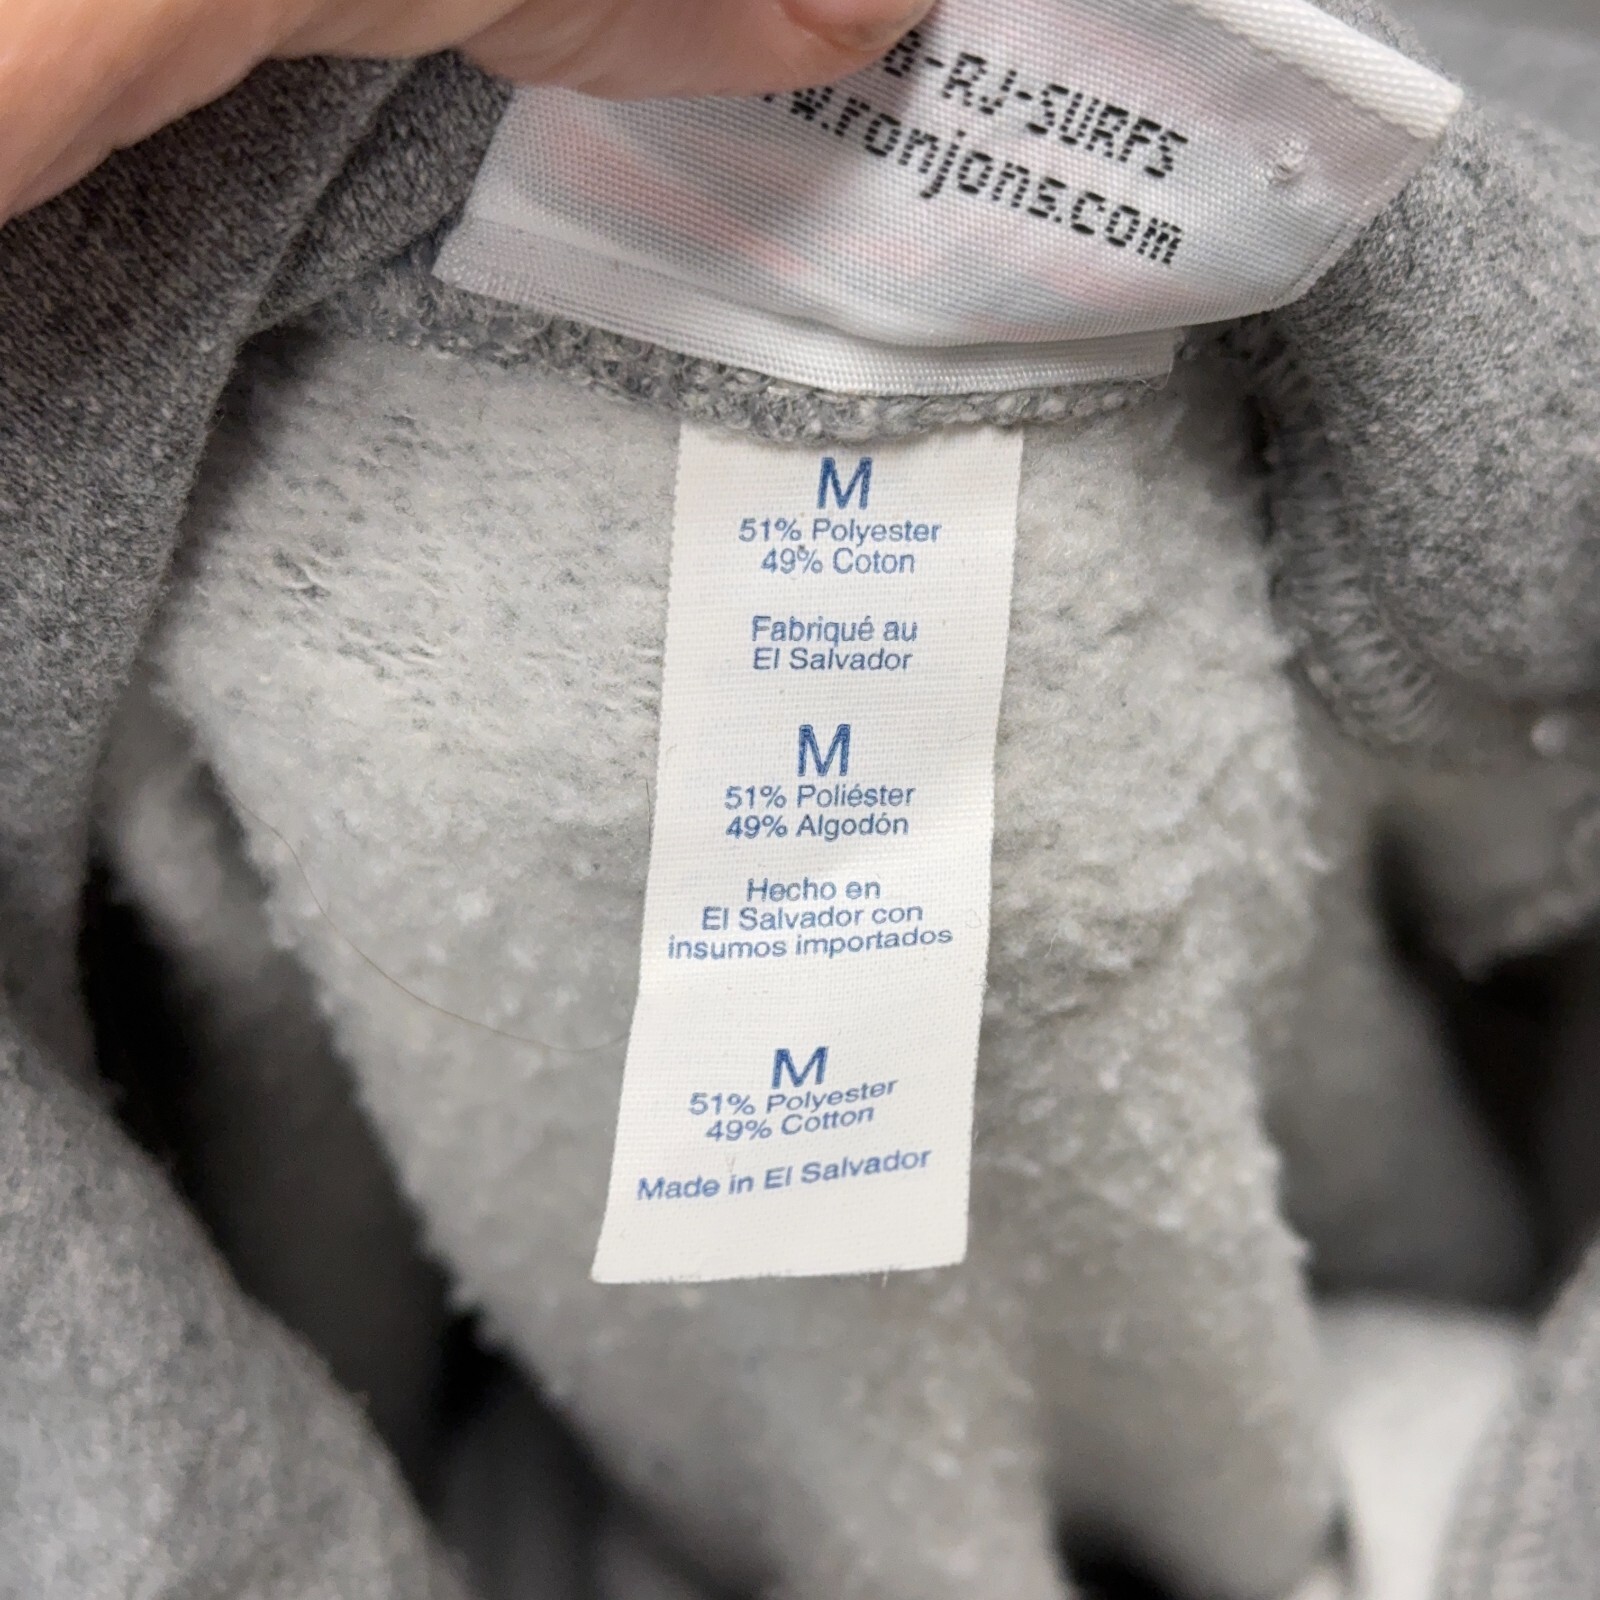 8-RJ-SURFS
w.ronjons.com
M
51% Polyester
49% Coton
Fabriqué au
El Salvador
M
51% Poliéster
49% Algodón
Hecho en
El Salvador con
insumos importados
M
51% Polyester
49% Cotton
Made in El Salvador